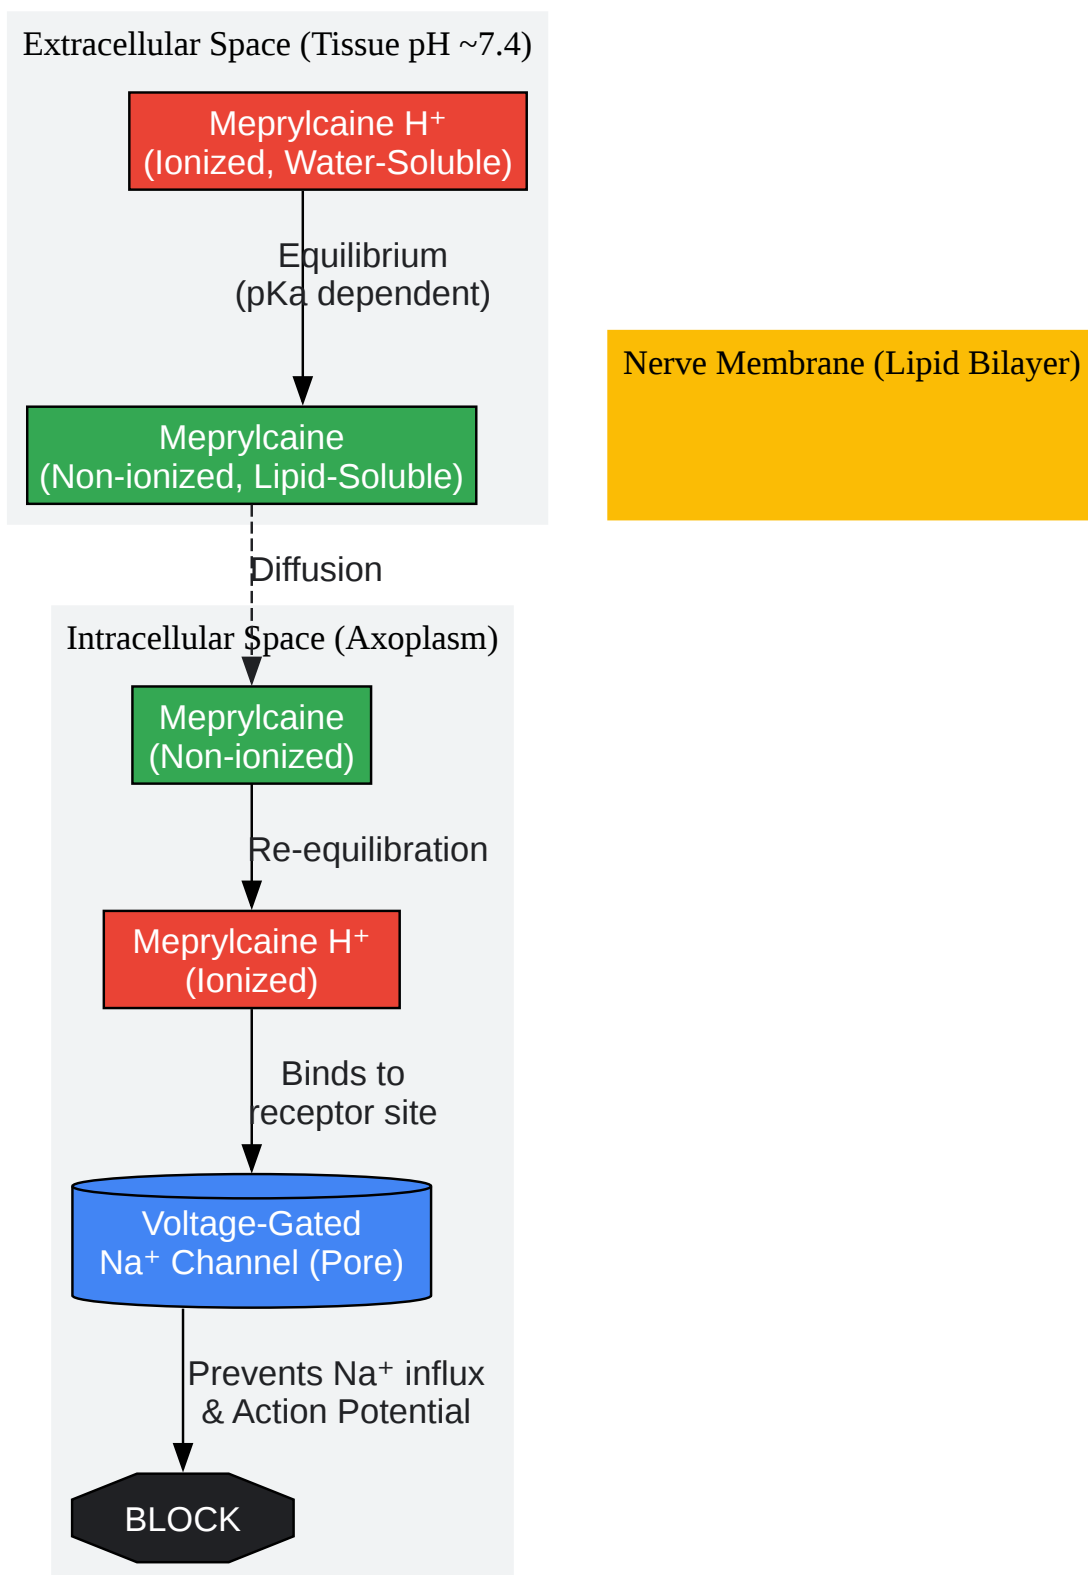 Extracellular Space (Tissue pH ~7.4)
Meprylcaine H⁺
(Ionized, Water-Soluble)
Equilibrium
(pKa dependent)
Nerve Membrane (Lipid Bilayer)
Meprylcaine
(Non-ionized, Lipid-Soluble)
Diffusion
Intracellular Space (Axoplasm)
Meprylcaine
(Non-ionized)
Re-equilibration
Meprylcaine H⁺
(Ionized)
Binds to
receptor site
Voltage-Gated
Na⁺ Channel (Pore)
Prevents Na⁺ influx
& Action Potential
BLOCK